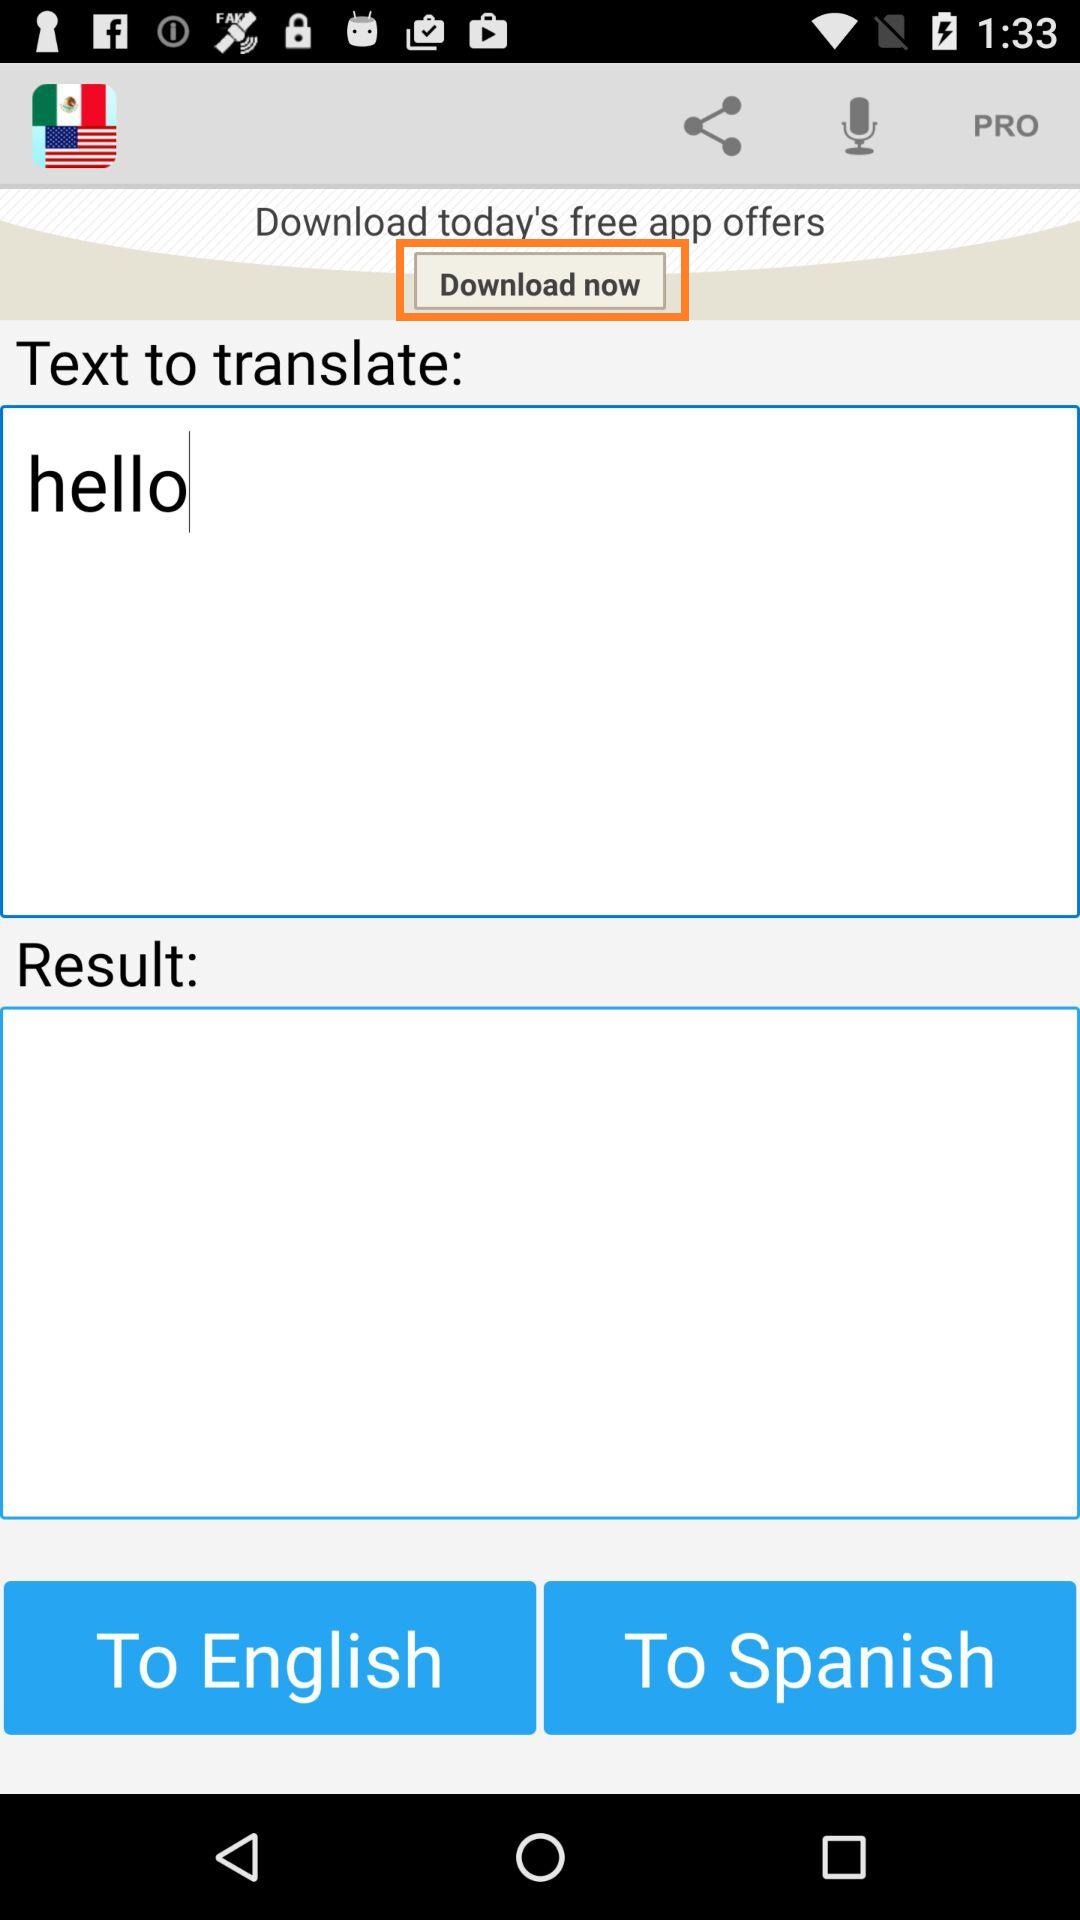 FAKE
1:33
PRO
Download today's free app offers
Download now
Text to translate:
hello
Result:
To English
To Spanish